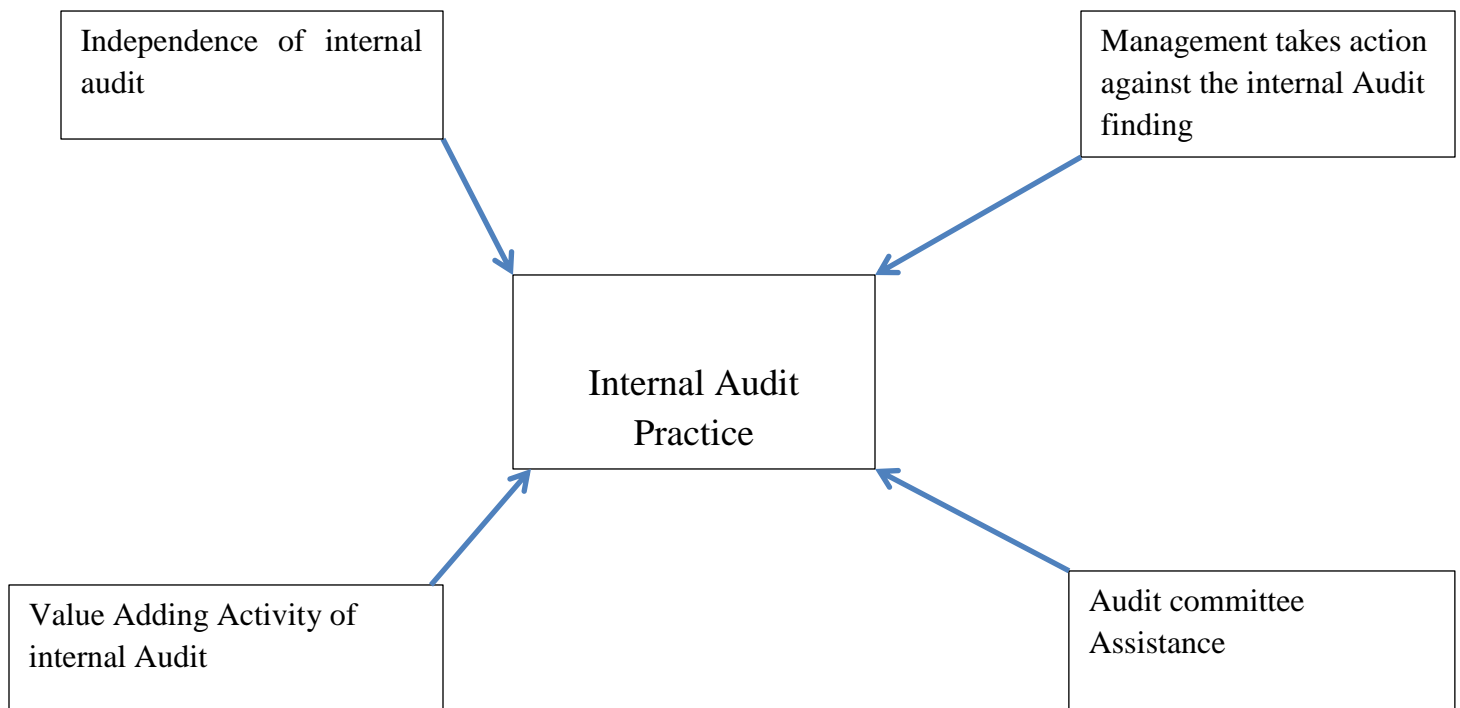 Independence of internal
audit
Management takes action
against the internal Audit
finding
Internal Audit
Practice
Value Adding Activity of
internal Audit
Audit committee
Assistance